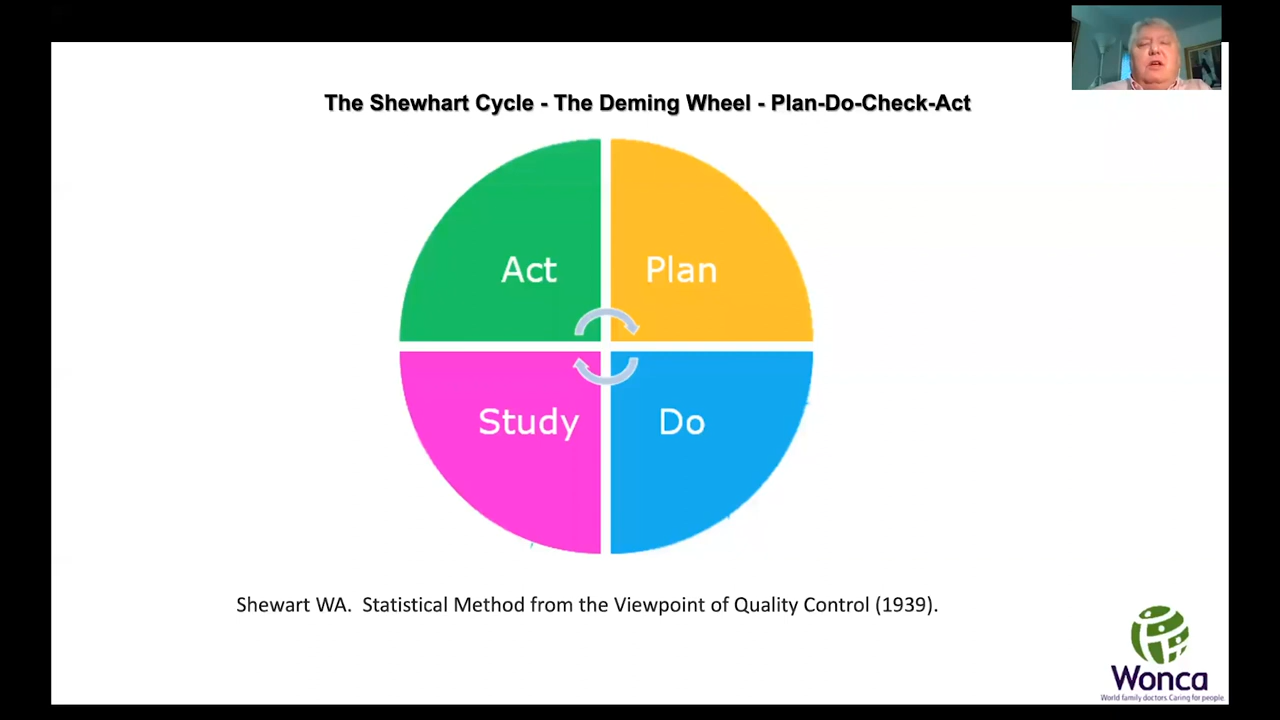 The Shewhart Cycle - The Deming Wheel - Plan-Do-Check-Act
Act
Plan
Study
Do
Shewart WA. Statistical Method from the Viewpoint of Quality Control (1939).
Wonca
World family doctors. Caring for people.